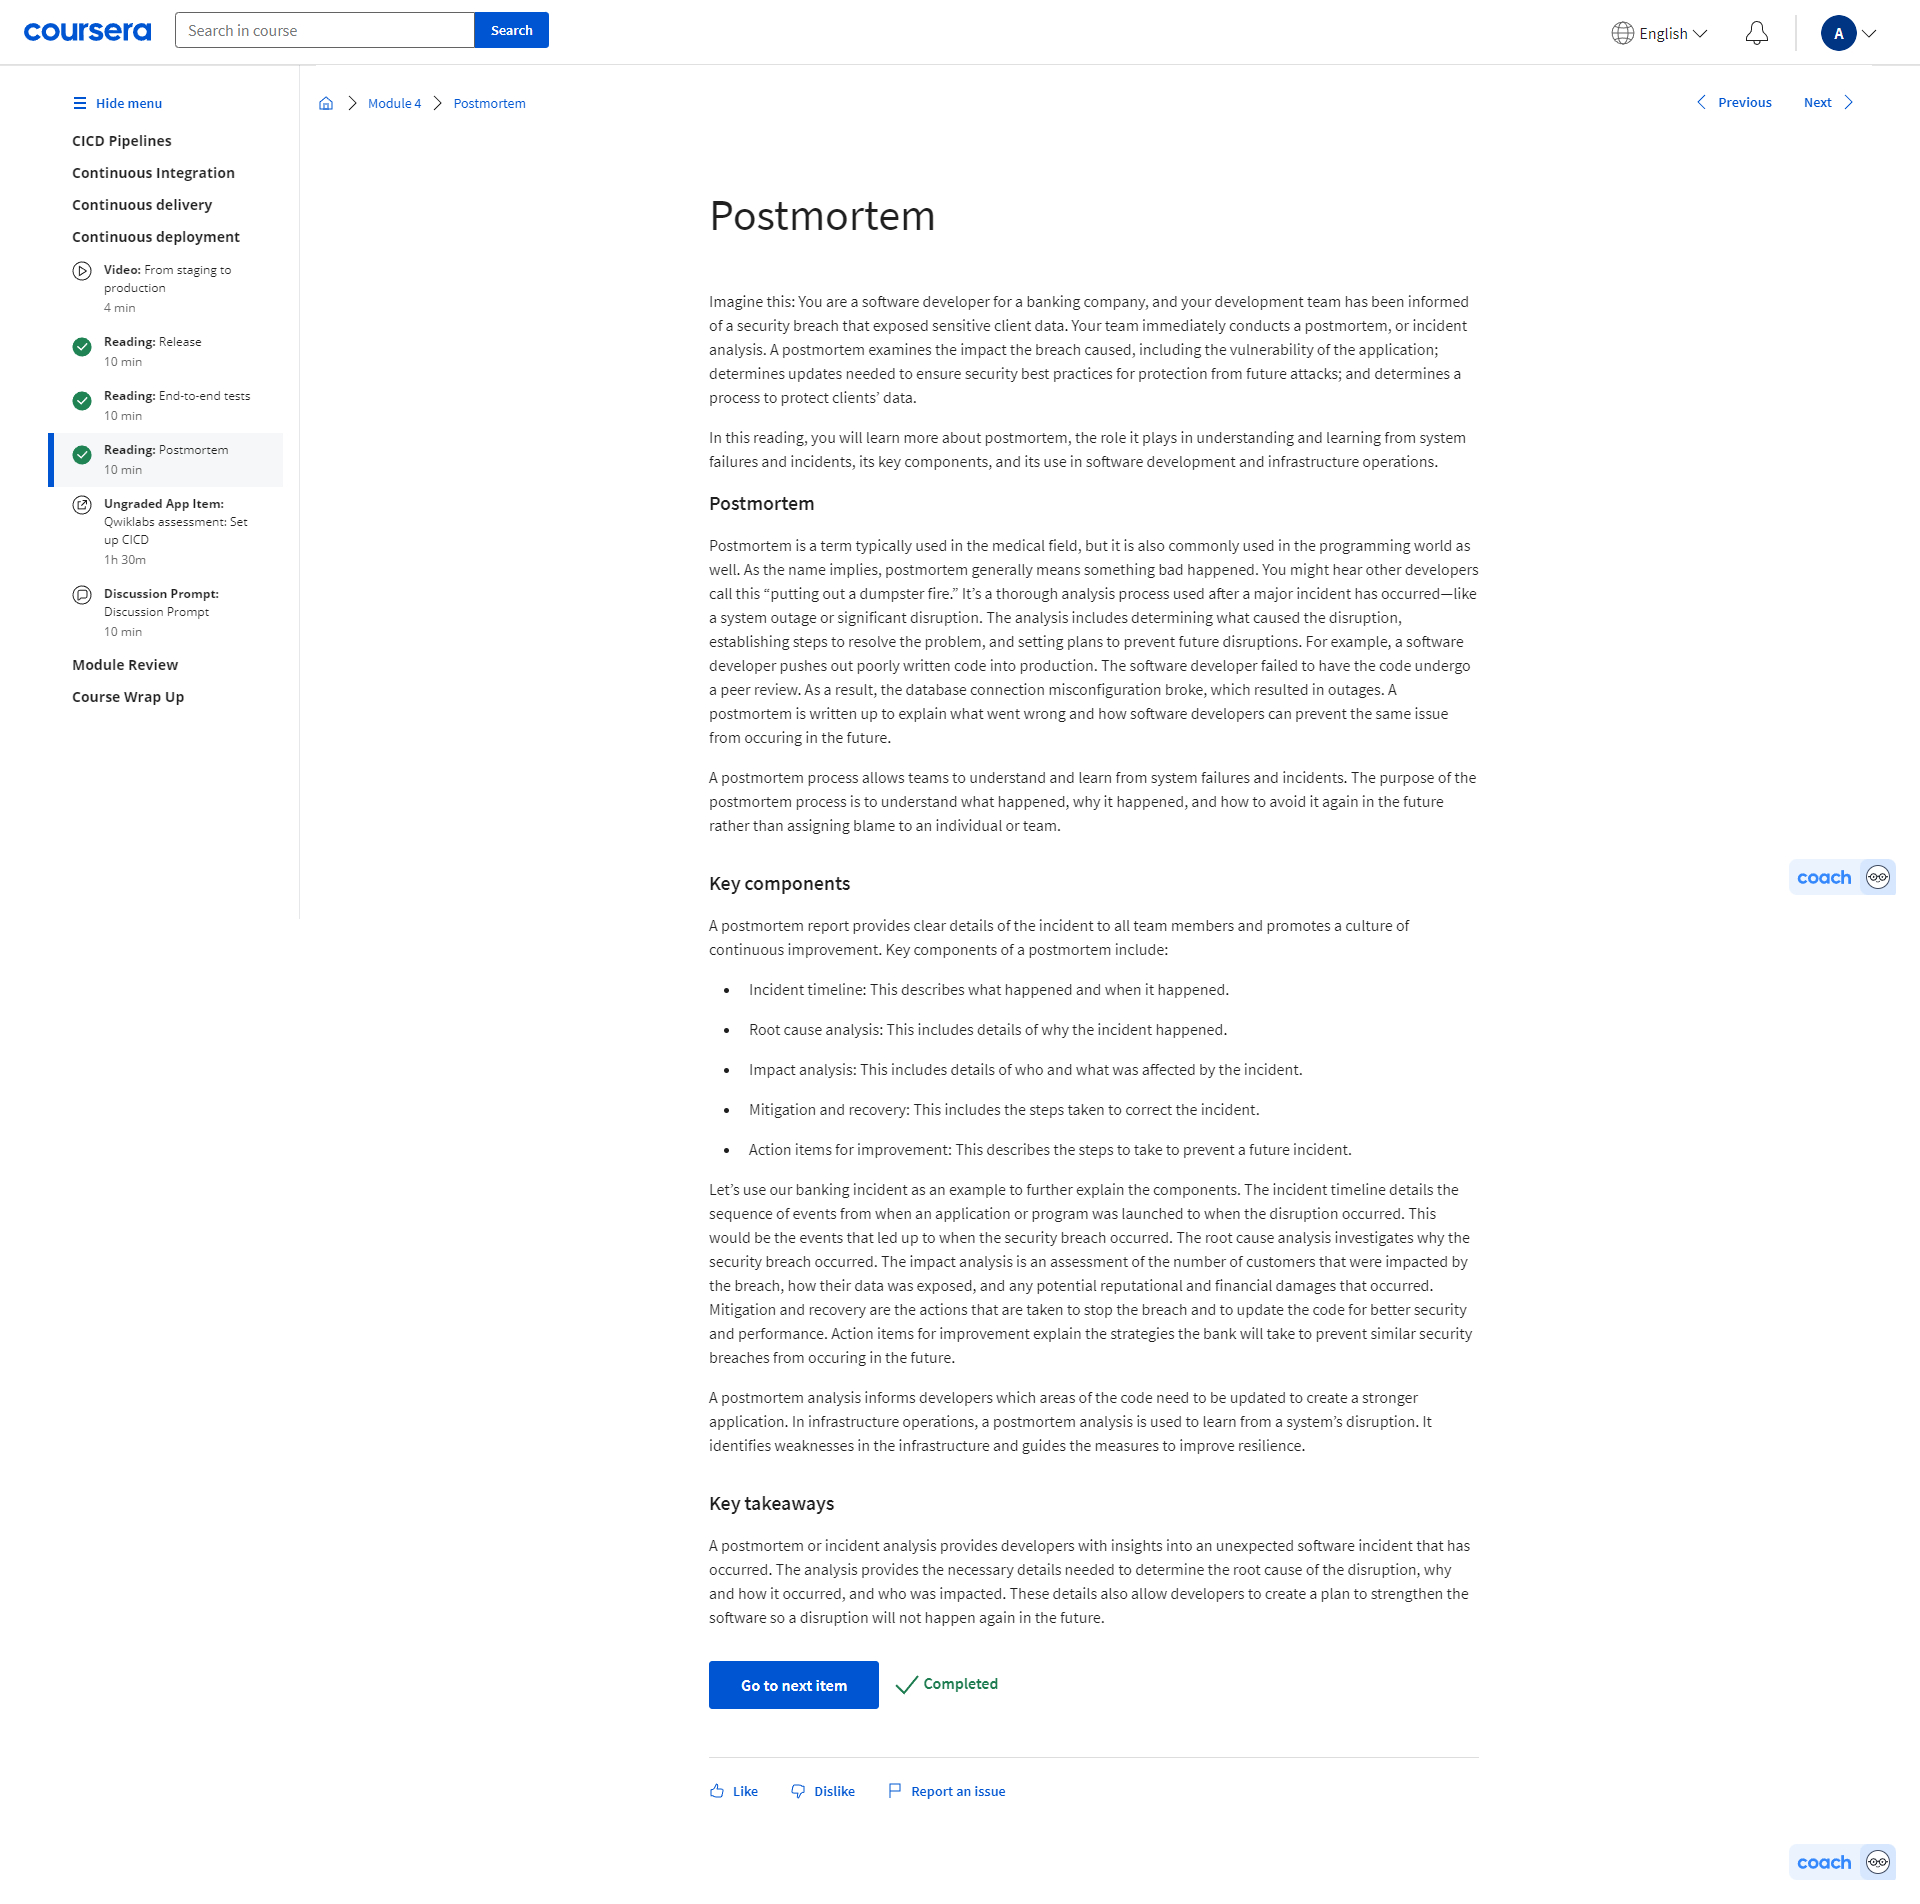 coursera
Search in course
Search
English
A
Hide menu
CICD Pipelines
Continuous Integration
Continuous delivery
Continuous deployment
Video: From staging to
production
4 min
Reading: Release
10 min
Reading: End-to-end tests
10 min
Reading: Postmortem
10 min
Ungraded App Item:
Qwiklabs assessment: Set
up CICD
1h 30m
Discussion Prompt:
Discussion Prompt
10 min
Module Review
Course Wrap Up
Module 4
Postmortem
Previous
Next
Postmortem
Imagine this: You are a software developer for a banking company, and your development team has been informed
of a security breach that exposed sensitive client data. Your team immediately conducts a postmortem, or incident
analysis. A postmortem examines the impact the breach caused, including the vulnerability of the application;
determines updates needed to ensure security best practices for protection from future attacks; and determines a
process to protect clients’ data.
In this reading, you will learn more about postmortem, the role it plays in understanding and learning from system
failures and incidents, its key components, and its use in software development and infrastructure operations.
Postmortem
Postmortem is a term typically used in the medical field, but it is also commonly used in the programming world as
well. As the name implies, postmortem generally means something bad happened. You might hear other developers
call this “putting out a dumpster fire.” It’s a thorough analysis process used after a major incident has occurred—like
a system outage or significant disruption. The analysis includes determining what caused the disruption,
establishing steps to resolve the problem, and setting plans to prevent future disruptions. For example, a software
developer pushes out poorly written code into production. The software developer failed to have the code undergo
a peer review. As a result, the database connection misconfiguration broke, which resulted in outages. A
postmortem is written up to explain what went wrong and how software developers can prevent the same issue
from occuring in the future.
A postmortem process allows teams to understand and learn from system failures and incidents. The purpose of the
postmortem process is to understand what happened, why it happened, and how to avoid it again in the future
rather than assigning blame to an individual or team.
Key components
A postmortem report provides clear details of the incident to all team members and promotes a culture of
continuous improvement. Key components of a postmortem include:
• Incident timeline: This describes what happened and when it happened.
• Root cause analysis: This includes details of why the incident happened.
• Impact analysis: This includes details of who and what was affected by the incident.
• Mitigation and recovery: This includes the steps taken to correct the incident.
• Action items for improvement: This describes the steps to take to prevent a future incident.
Let’s use our banking incident as an example to further explain the components. The incident timeline details the
sequence of events from when an application or program was launched to when the disruption occurred. This
would be the events that led up to when the security breach occurred. The root cause analysis investigates why the
security breach occurred. The impact analysis is an assessment of the number of customers that were impacted by
the breach, how their data was exposed, and any potential reputational and financial damages that occurred.
Mitigation and recovery are the actions that are taken to stop the breach and to update the code for better security
and performance. Action items for improvement explain the strategies the bank will take to prevent similar security
breaches from occuring in the future.
A postmortem analysis informs developers which areas of the code need to be updated to create a stronger
application. In infrastructure operations, a postmortem analysis is used to learn from a system’s disruption. It
identifies weaknesses in the infrastructure and guides the measures to improve resilience.
Key takeaways
A postmortem or incident analysis provides developers with insights into an unexpected software incident that has
occurred. The analysis provides the necessary details needed to determine the root cause of the disruption, why
and how it occurred, and who was impacted. These details also allow developers to create a plan to strengthen the
software so a disruption will not happen again in the future.
Go to next item
Completed
Like
Dislike
Report an issue
coach
coach